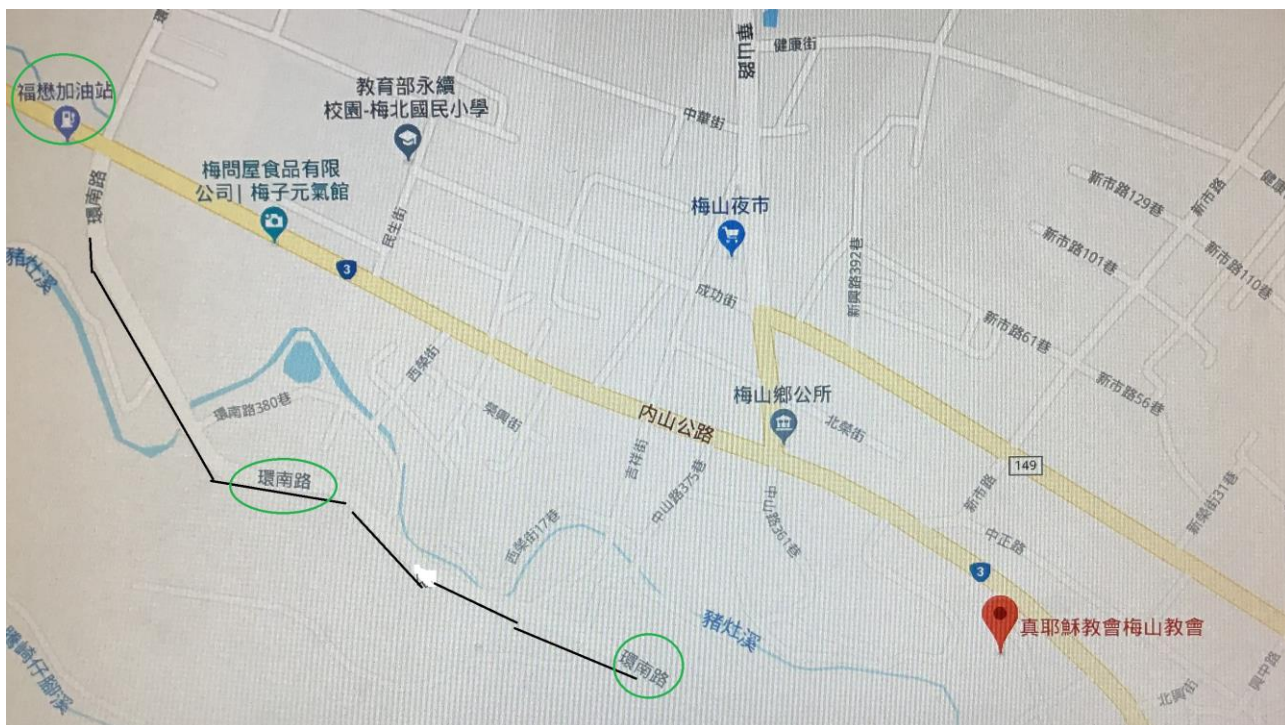 福懋加油站
環南路
教育部永續
校園-梅北國民小學
梅問屋食品有限
公司| 梅子元氣館
民生街
3
豬灶溪
華山路
健康街
中華街
梅山夜市
成功街
新興路392巷
新市路129巷
新市路
健康
新市路110巷
新市路101巷
新市路61巷
新市路56巷
西榮街
榮興街
環南路380巷
內山公路
梅山鄉公所
北榮街
149
吉祥街
中山路375巷
中山路361巷
新市路
新榮街31巷
中正路
環南路
西榮街17巷
3
豬灶溪
真耶穌教會梅山教會
環南路
興中路
北興街